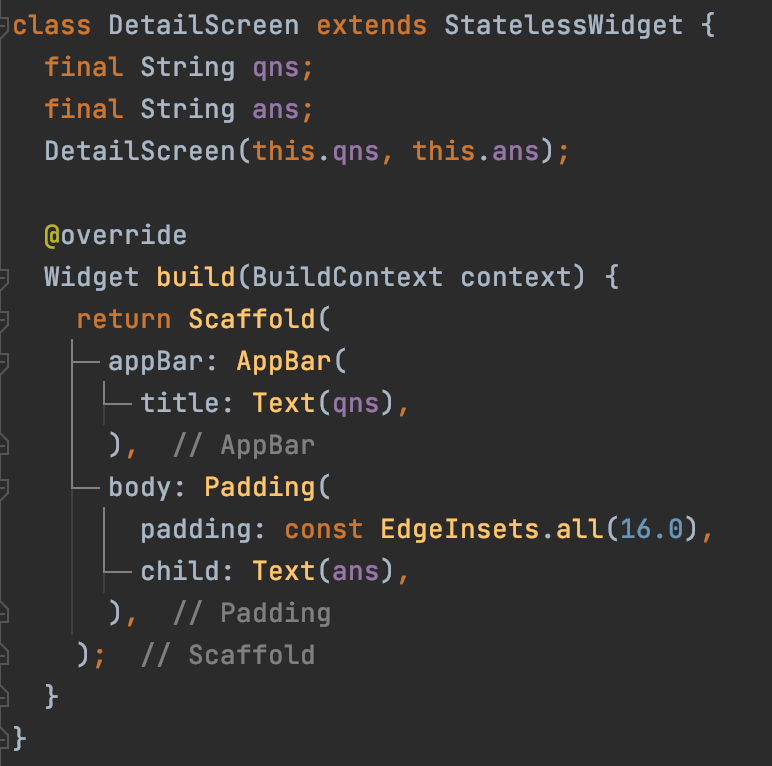 class DetailScreen extends StatelessWidget {
  final String qns;
  final String ans;
  DetailScreen(this.qns, this.ans);

  @override
  Widget build(BuildContext context) {
    return Scaffold(
      appBar: AppBar(
        title: Text(qns),
      ),  // AppBar
      body: Padding(
        padding: const EdgeInsets.all(16.0),
        child: Text(ans),
      ),  // Padding
    );  // Scaffold
  }
}